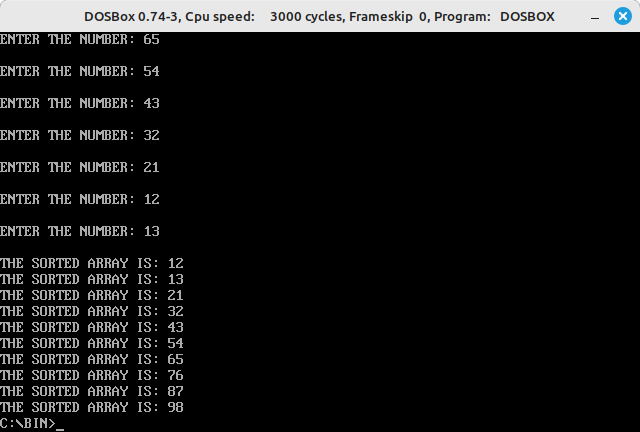 DOSBox 0.74-3, Cpu speed: 3000 cycles, Frameskip 0, Program: DOSBOX
ENTER THE NUMBER: 65
ENTER THE NUMBER: 54
ENTER THE NUMBER: 43
ENTER THE NUMBER: 32
ENTER THE NUMBER: 21
ENTER THE NUMBER: 12
ENTER THE NUMBER: 13
THE SORTED ARRAY IS: 12
THE SORTED ARRAY IS: 13
THE SORTED ARRAY IS: 21
THE SORTED ARRAY IS: 32
THE SORTED ARRAY IS: 43
THE SORTED ARRAY IS: 54
THE SORTED ARRAY IS: 65
THE SORTED ARRAY IS: 76
THE SORTED ARRAY IS: 87
THE SORTED ARRAY IS: 98
C:\BIN>_